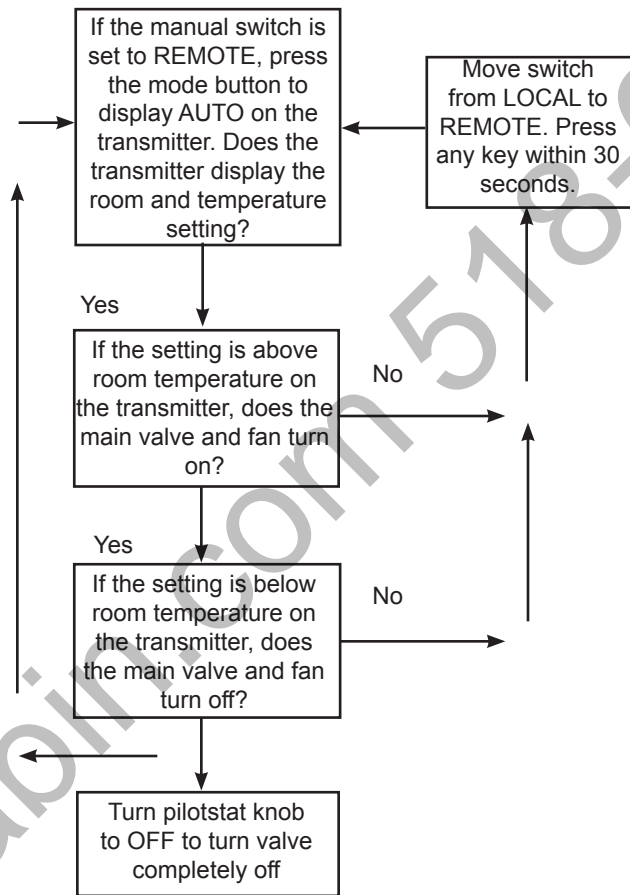 If the manual switch is
set to REMOTE, press
the mode button to
display AUTO on the
transmitter. Does the
transmitter display the
room and temperature
setting?
Move switch
from LOCAL to
REMOTE. Press
any key within 30
seconds.
Yes
If the setting is above
room temperature on
the transmitter, does the
main valve and fan turn
on?
No
Yes
If the setting is below
room temperature on
the transmitter, does
the main valve and fan
turn off?
No
Turn pilotstat knob
to OFF to turn valve
completely off
bin.com 518-